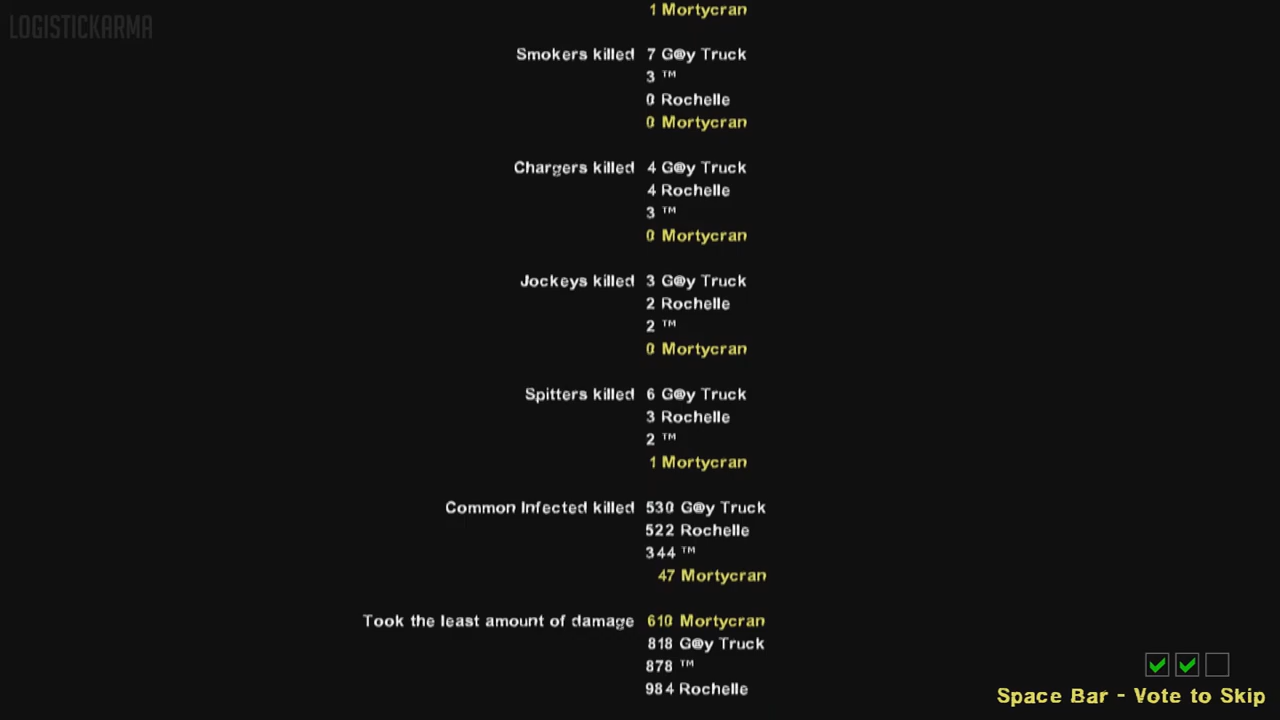 LOGISTICKARMA
1 Mortycran
Smokers killed 7 G@y Truck
3 ™
0 Rochelle
0 Mortycran
Chargers killed 4 G@y Truck
4 Rochelle
3 ™
0 Mortycran
Jockeys killed 3 G@y Truck
2 Rochelle
2 ™
0 Mortycran
Spitters killed 6 G@y Truck
3 Rochelle
2 ™
1 Mortycran
Common Infected killed 530 G@y Truck
522 Rochelle
344 ™
47 Mortycran
Took the least amount of damage 610 Mortycran
818 G@y Truck
878 ™
984 Rochelle
Space Bar - Vote to Skip